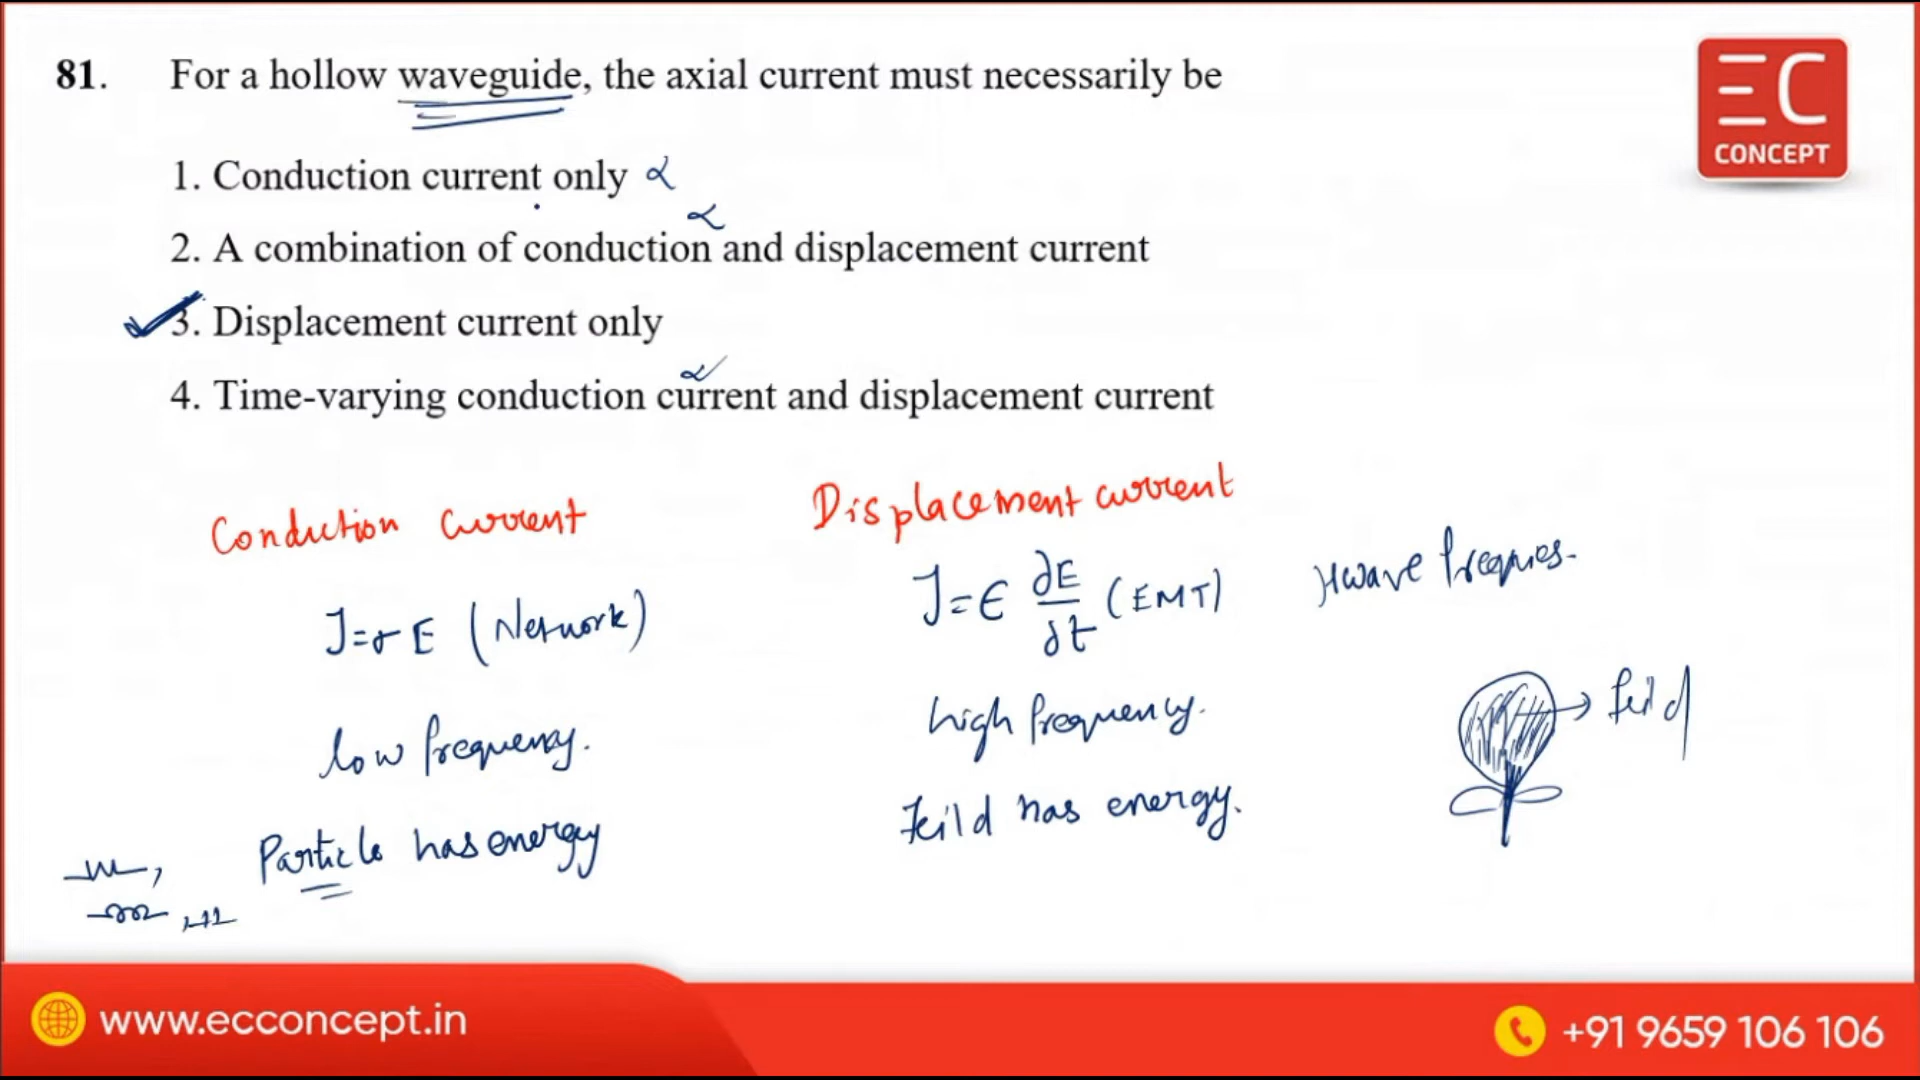 81. For a hollow waveguide, the axial current must necessarily be
EC
CONCEPT
1. Conduction current only
2. A combination of conduction and displacement current
3. Displacement current only
4. Time-varying conduction current and displacement current
Conduction Current
Displacement current
J=σE (Network)
J=ϵ ∂E/∂t (EMT)
low frequency.
high frequency.
feild
Particle has energy
Feild has energy.
www.ecconcept.in
+91 9659 106 106